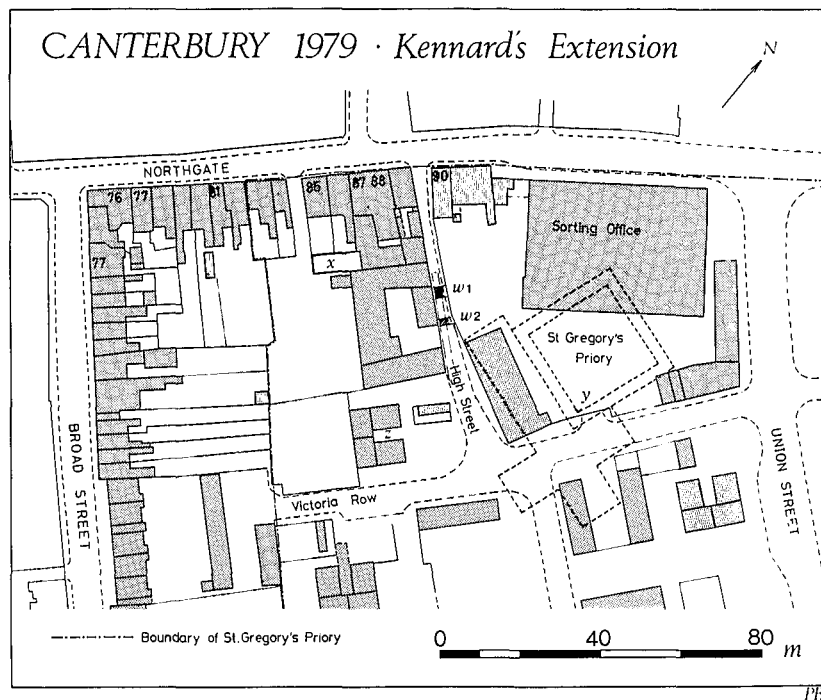 CANTERBURY 1979 · Kennard's Extension
N
NORTHGATE
76 77 81 85 87 88 90
Sorting Office
77
x
w1
w2
St Gregory's
Priory
High Street
y
z
BROAD STREET
UNION STREET
Victoria Row
Boundary of St.Gregory's Priory
0 40 80 m